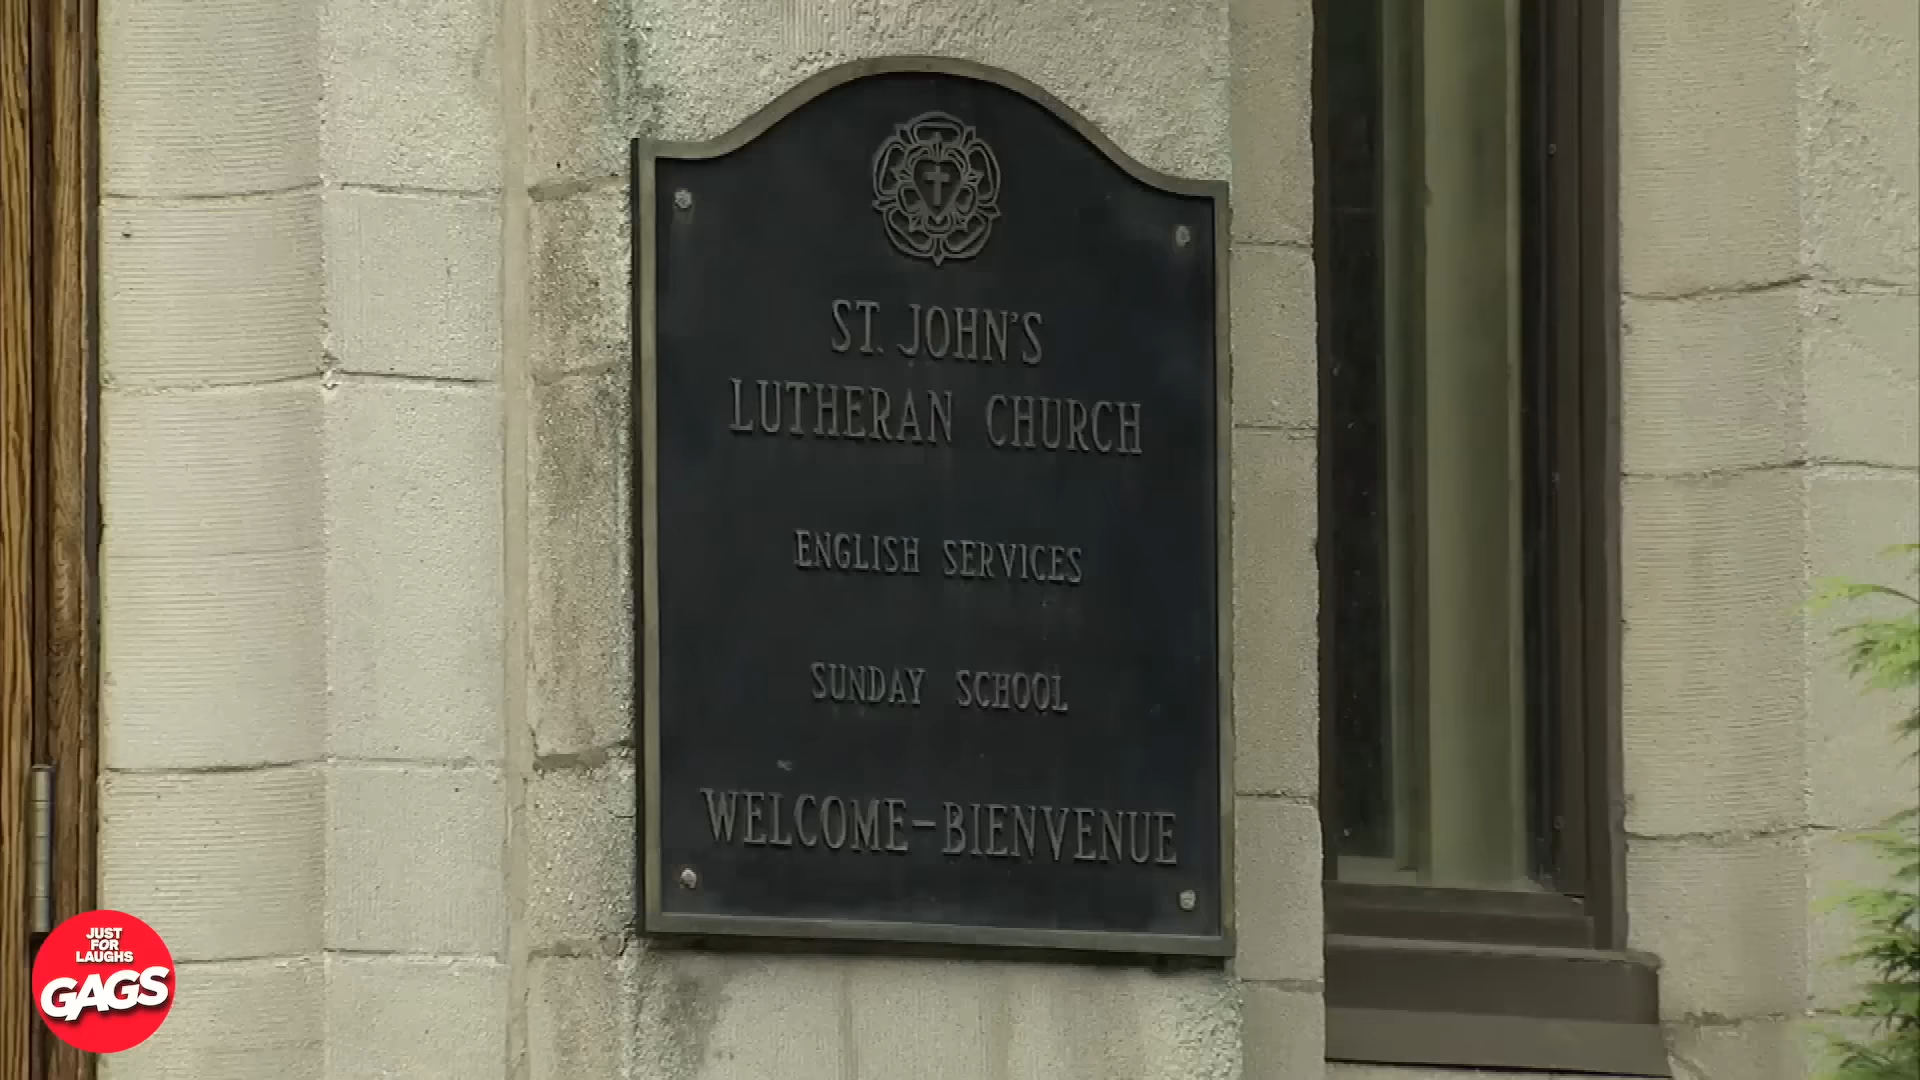 ST. JOHN'S
LUTHERAN CHURCH
ENGLISH SERVICES
SUNDAY SCHOOL
WELCOME-BIENVENUE
JUST
FOR
LAUGHS
GAGS